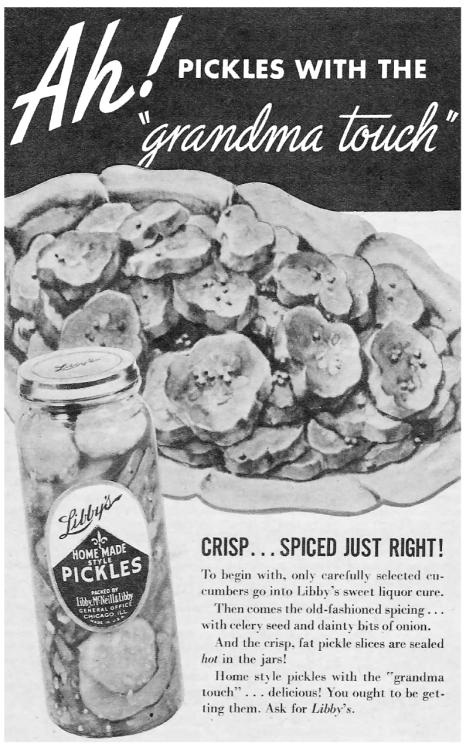 Ah! PICKLES WITH THE
"grandma touch"
Libby's
Libby's
HOME MADE
STYLE
PICKLES
PACKED BY
Libby, McNeill & Libby
GENERAL OFFICE
CHICAGO, ILL.
MADE IN U.S.A.
CRISP... SPICED JUST RIGHT!
To begin with, only carefully selected cu-
cumbers go into Libby's sweet liquor cure.
Then comes the old-fashioned spicing...
with celery seed and dainty bits of onion.
And the crisp, fat pickle slices are sealed
hot in the jars!
Home style pickles with the "grandma
touch" ... delicious! You ought to be get-
ting them. Ask for Libby's.